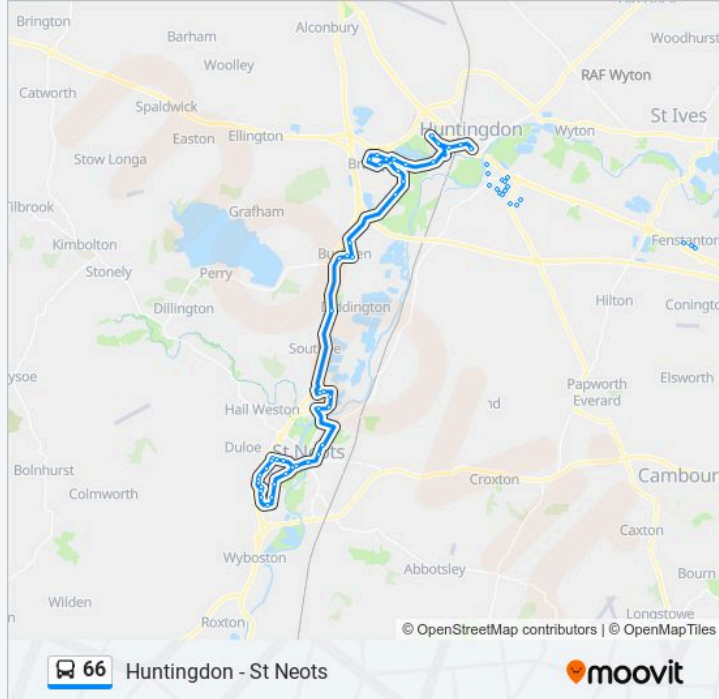 Brington
Alconbury
Barham
Woodhurst
Woolley
RAF Wyton
Catworth
Spaldwick
St Ives
Huntingdon
Wyton
Easton
Ellington
Stow Longa
Grafham
Kimbolton
Fenstanton
Stonely
Perry
Hilton
Diddington
Dillington
Papworth
Everard
Elsworth
Hail Weston
Duloe
St Neots
Bolnhurst
Colmworth
Croxton
Cambour
Caxton
Wyboston
Abbotsley
Bourn
Wilden
Roxton
Longstowe
© OpenStreetMap contributors | © OpenMapTiles
66 Huntingdon - St Neots
moovit